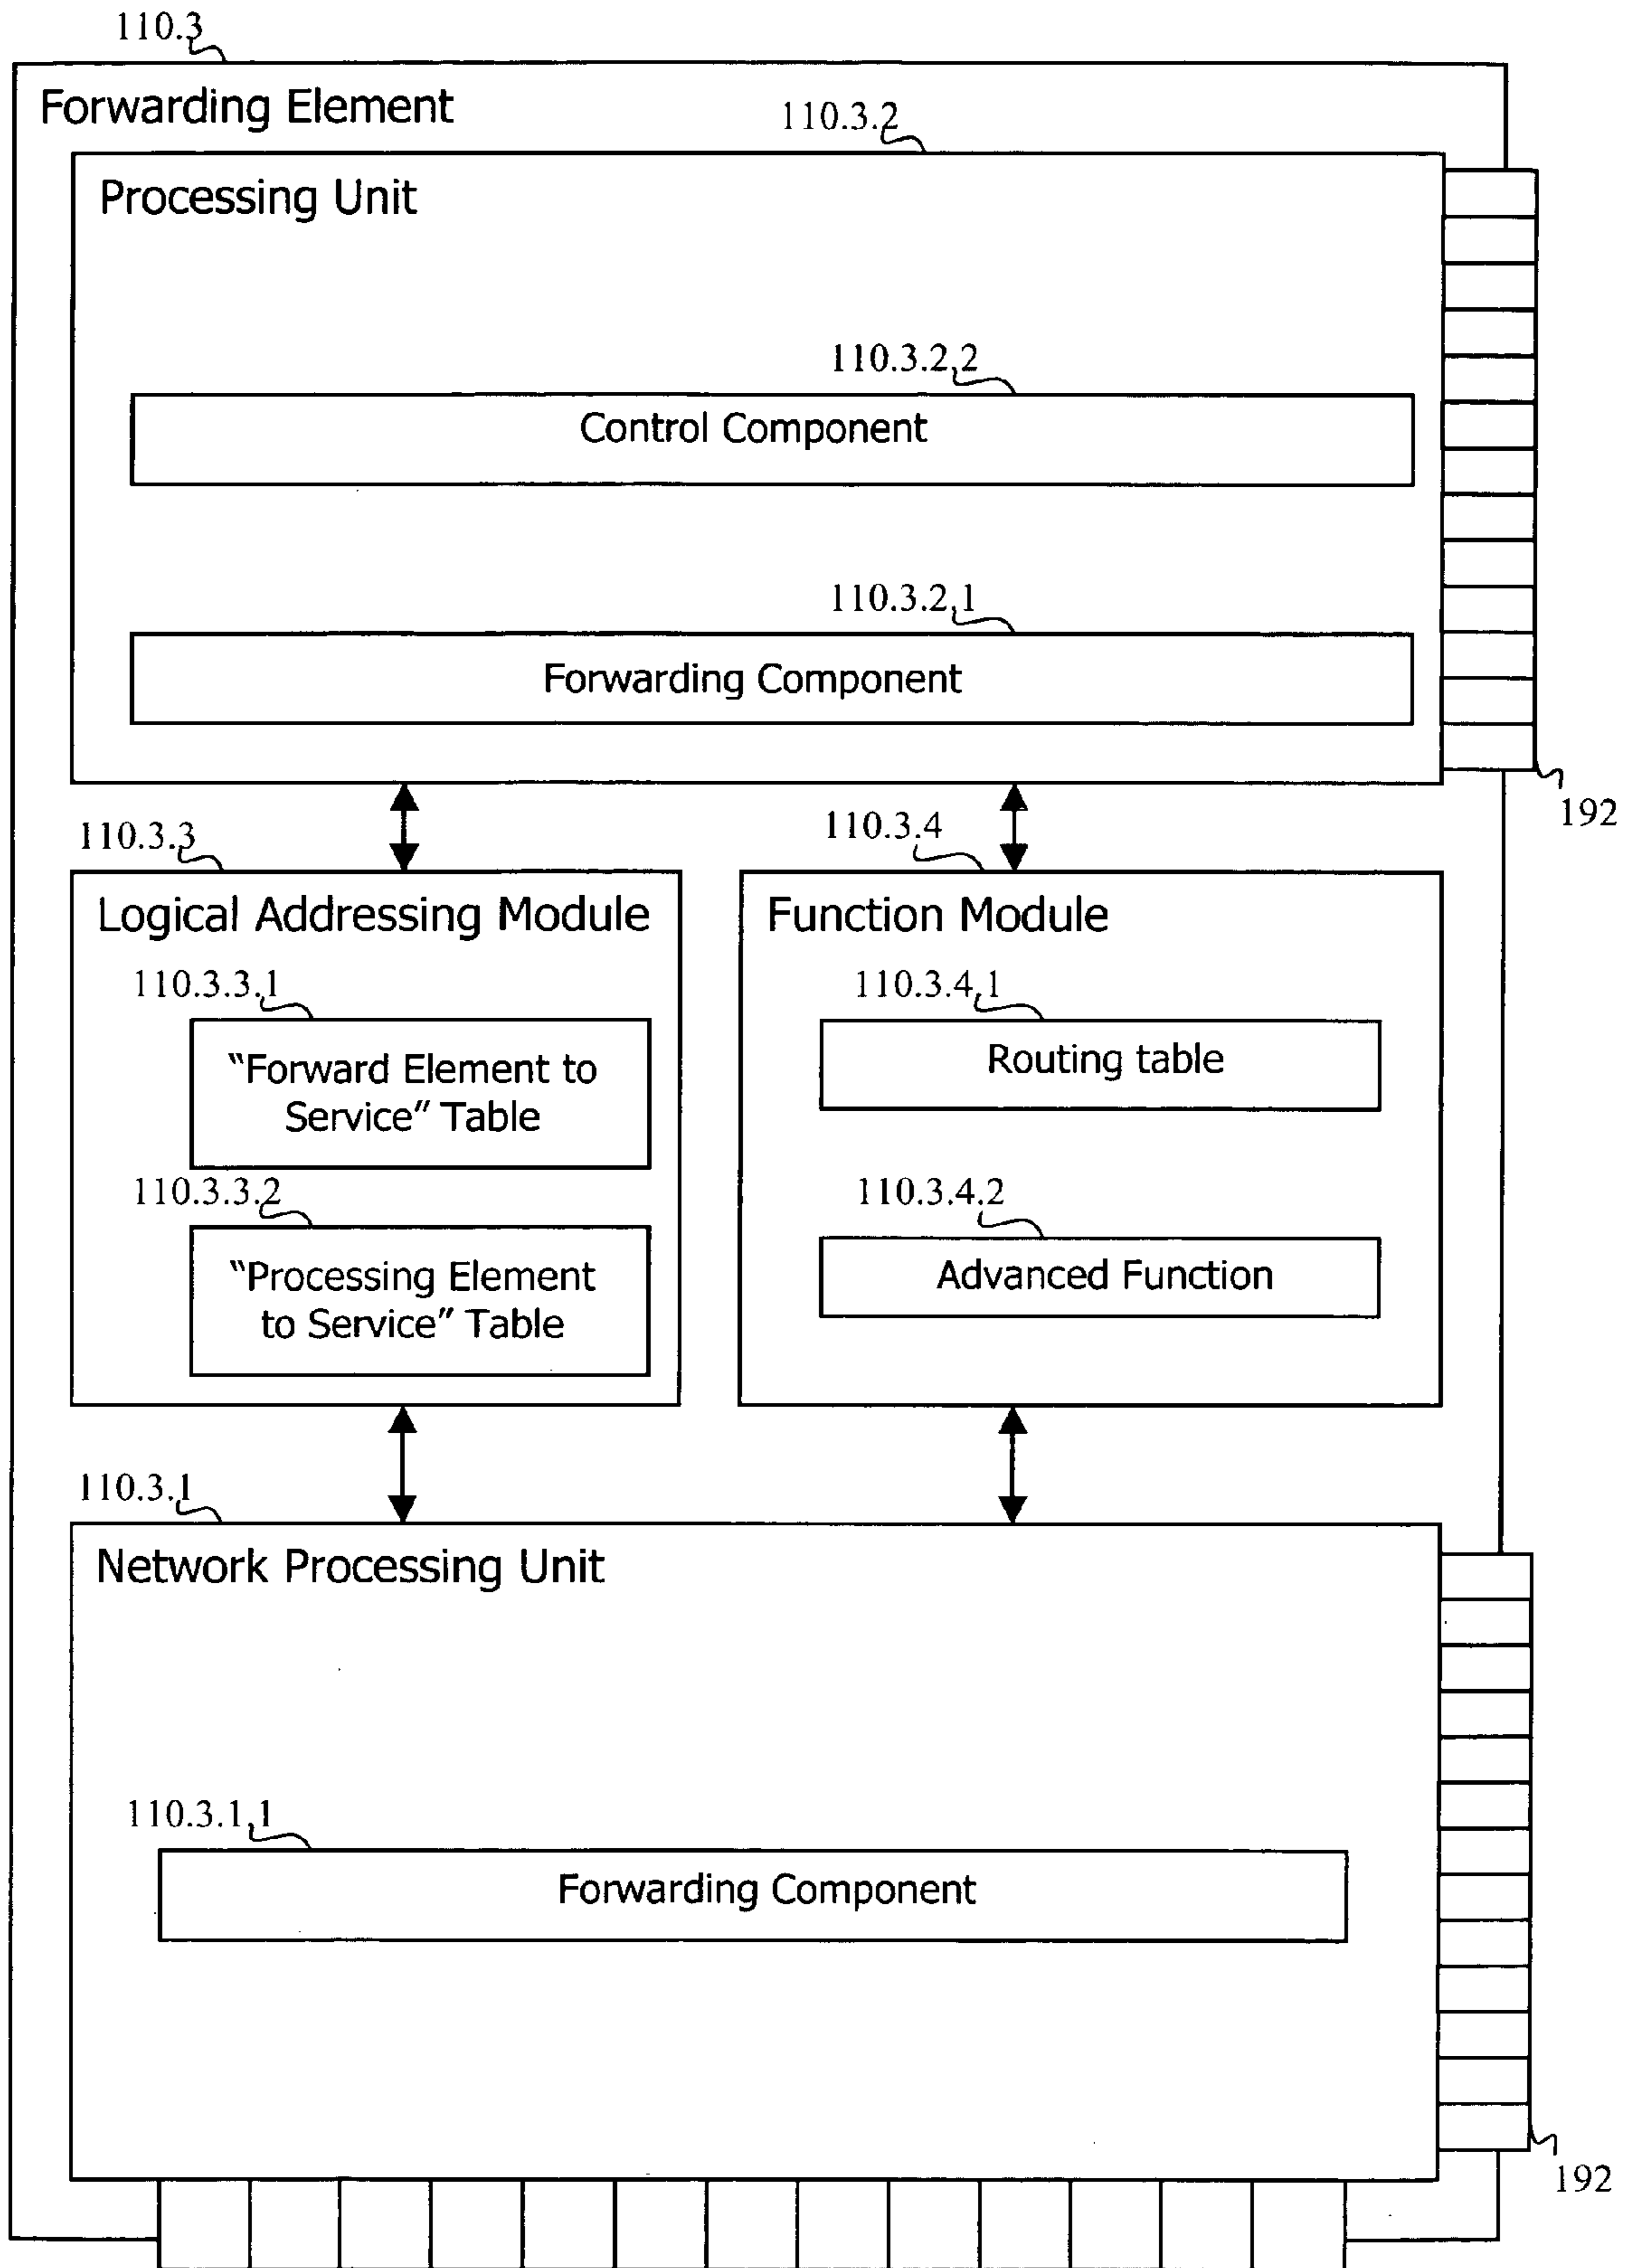 110.3
Forwarding Element
110.3.2
Processing Unit
110.3.2.2
Control Component
110.3.2.1
Forwarding Component
192
110.3.3
110.3.4
Logical Addressing Module
Function Module
110.3.3.1
110.3.4.1
"Forward Element to
Service" Table
Routing table
110.3.3.2
110.3.4.2
"Processing Element
to Service" Table
Advanced Function
110.3.1
Network Processing Unit
110.3.1.1
Forwarding Component
192